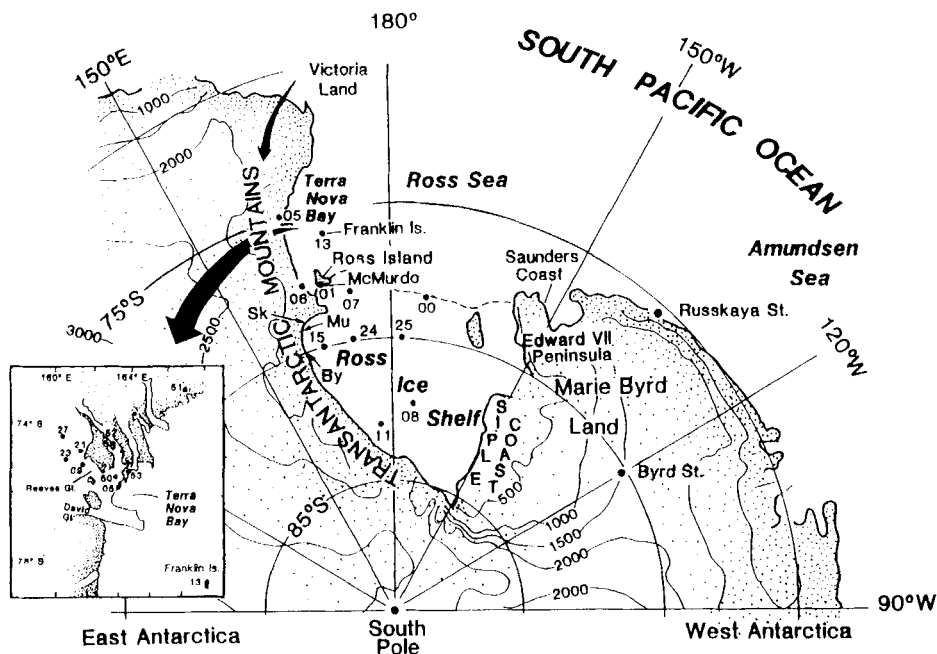 180°
150°E
150°W
SOUTH PACIFIC OCEAN
Victoria
Land
1000
2000
Terra
Nova
Bay
Ross Sea
05
13
Franklin Is.
Amundsen
Sea
MOUNTAINS
Ross Island
McMurdo
Saunders
Coast
01
07
00
75°S
Russkaya St.
3000
2500
Sk
Mu
15
24
25
Edward VII
Peninsula
120°W
By
Ross
Ice
Shelf
08
11
Marie Byrd
Land
TRANSANTARCTIC
SIPLE
COAST
500
Byrd St.
85°S
1000
1500
2000
2000
160° E
164° E
74° S
27
23
21
Reeves Gl.
David
Gl.
Terra
Nova
Bay
78° S
Franklin Is.
13
90°W
East Antarctica
South
Pole
West Antarctica